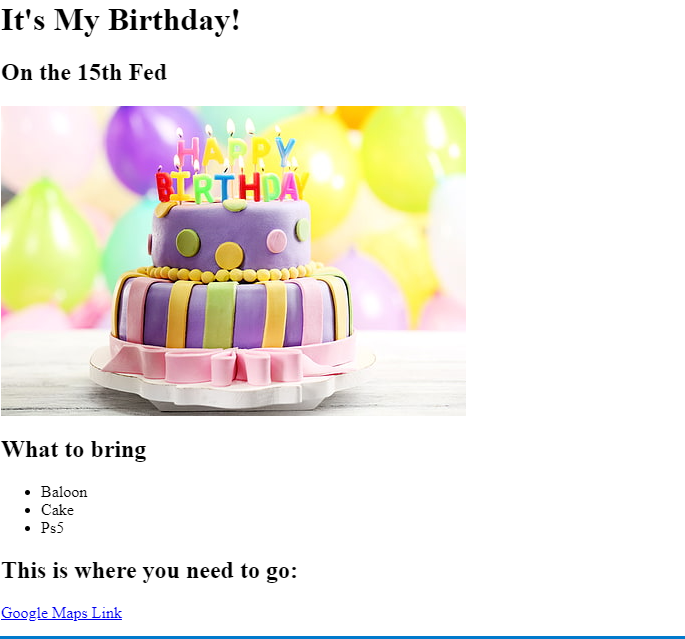 It's My Birthday!
On the 15th Fed
HAPPY
BIRTHDAY
What to bring
Baloon
Cake
Ps5
This is where you need to go:
Google Maps Link